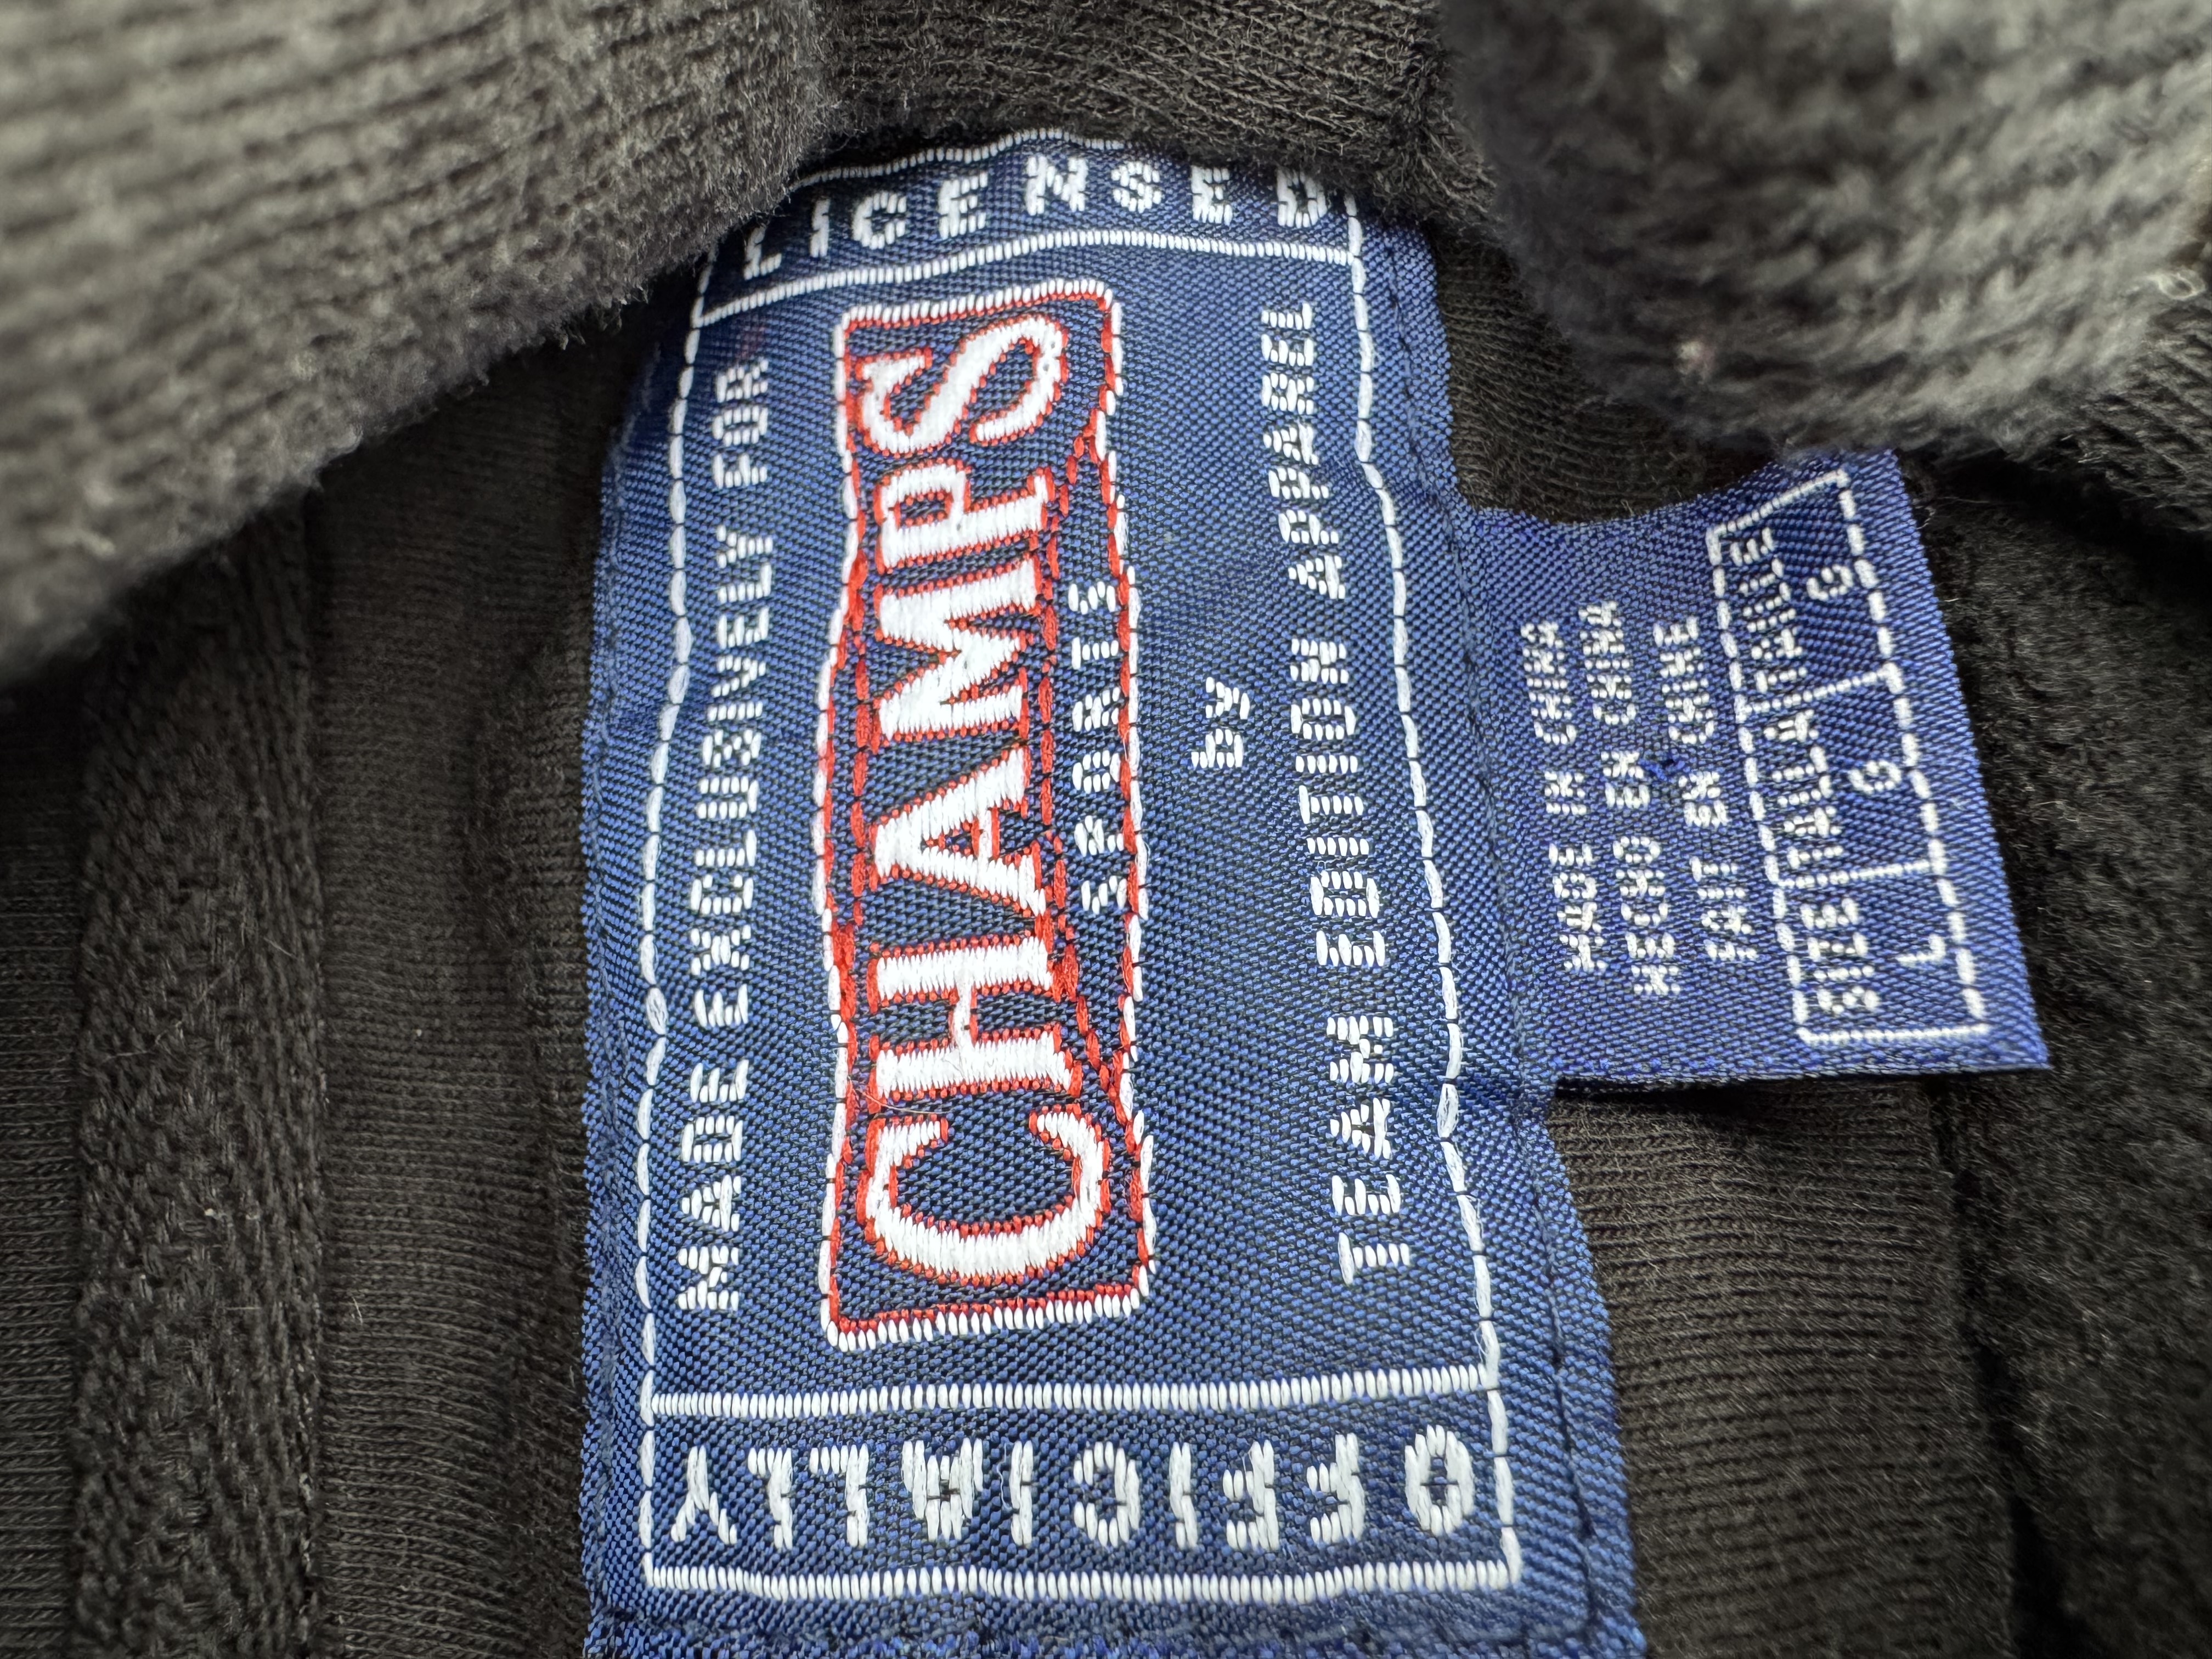 OFFICIALLY
MADE EXCLUSIVELY FOR
CHAMPS
SPORTS
by
TEAM EDITION APPAREL
LICENSED
MADE IN CHINA
HECHO EN CHINA
FAIT EN CHINE
SIZE TALLA TAILLE
L G G